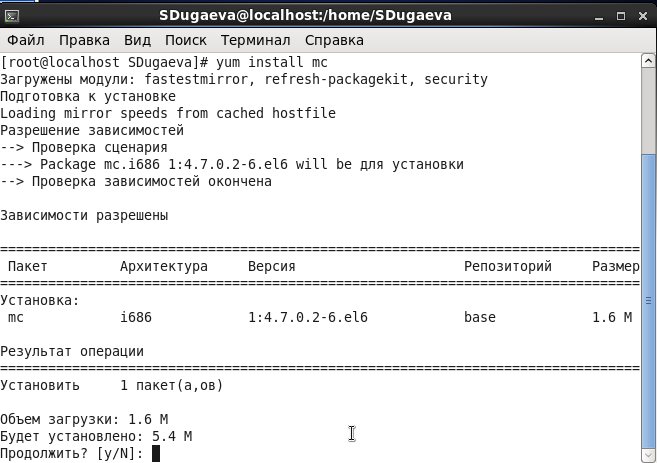 SDugaeva@localhost:/home/SDugaeva
Файл Правка Вид Поиск Терминал Справка
[root@localhost SDugaeva]# yum install mc
Загружены модули: fastestmirror, refresh-packagekit, security
Подготовка к установке
Loading mirror speeds from cached hostfile
Разрешение зависимостей
--> Проверка сценария
---> Package mc.i686 1:4.7.0.2-6.el6 will be для установки
--> Проверка зависимостей окончена
Зависимости разрешены
================================================================================
Пакет Архитектура Версия Репозиторий Размер
================================================================================
Установка:
mc i686 1:4.7.0.2-6.el6 base 1.6 M
Результат операции
================================================================================
Установить 1 пакет(а,ов)
Объем загрузки: 1.6 M
Будет установлено: 5.4 M
Продолжить? [y/N]: